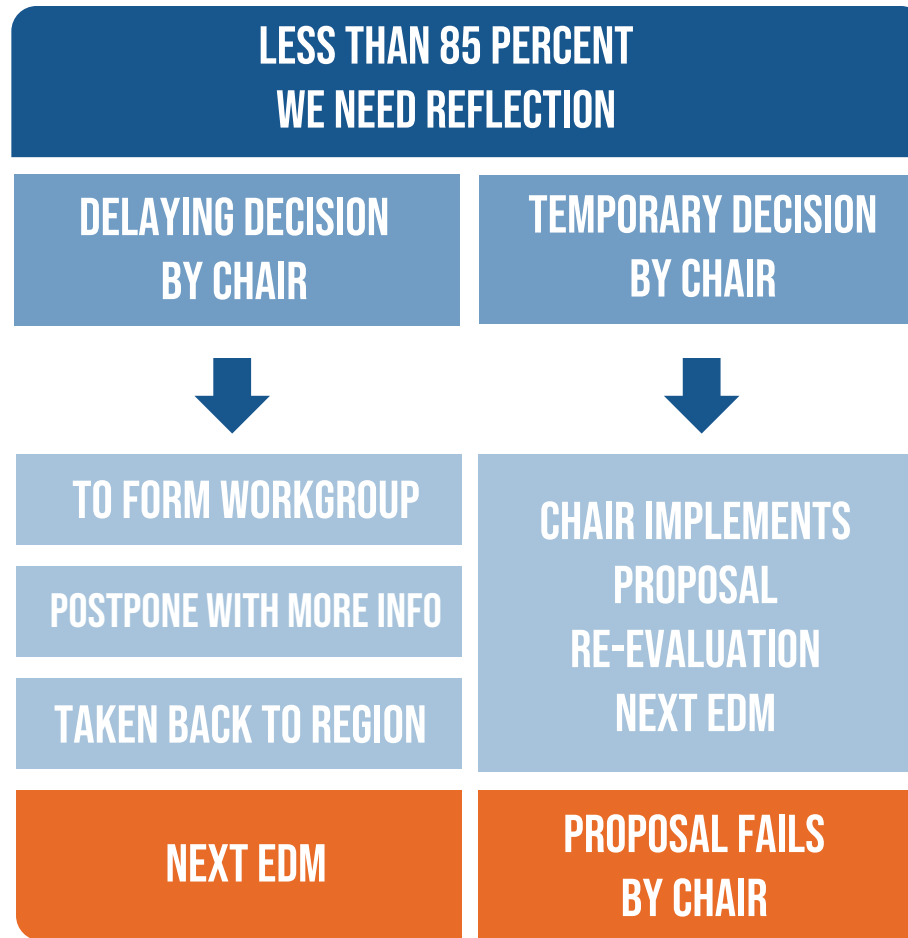 LESS THAN 85 PERCENT
WE NEED REFLECTION
DELAYING DECISION
BY CHAIR
TEMPORARY DECISION
BY CHAIR
TO FORM WORKGROUP
POSTPONE WITH MORE INFO
TAKEN BACK TO REGION
CHAIR IMPLEMENTS
PROPOSAL
RE-EVALUATION
NEXT EDM
NEXT EDM
PROPOSAL FAILS
BY CHAIR